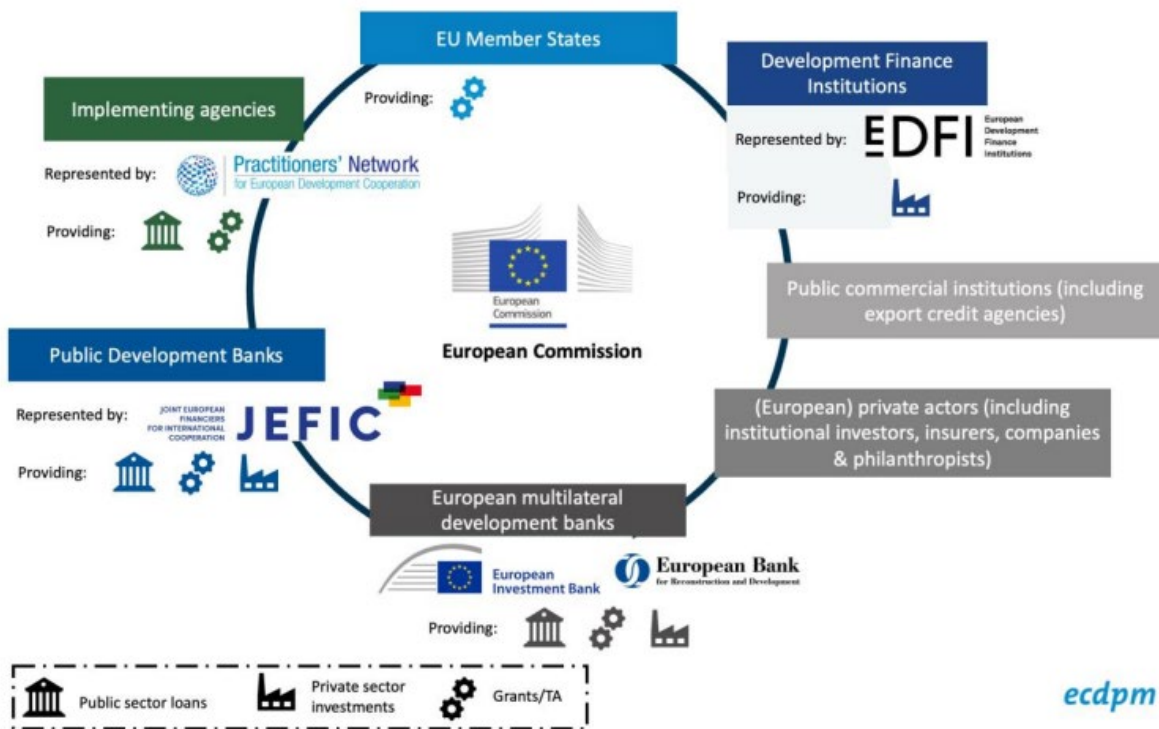 EU Member States
Providing:
Development Finance
Institutions
Represented by:
EDFI
European
Development
Finance
Institutions
Providing:
Implementing agencies
Represented by:
Practitioners' Network
for European Development Cooperation
Providing:
European
Commission
European Commission
Public commercial institutions (including
export credit agencies)
Public Development Banks
Represented by:
JOINT EUROPEAN
FINANCIERS
FOR INTERNATIONAL
COOPERATION
JEFIC
Providing:
(European) private actors (including
institutional investors, insurers, companies
& philanthropists)
European multilateral
development banks
European
Investment Bank
European Bank
for Reconstruction and Development
Providing:
Public sector loans
Private sector
investments
Grants/TA
ecdpm